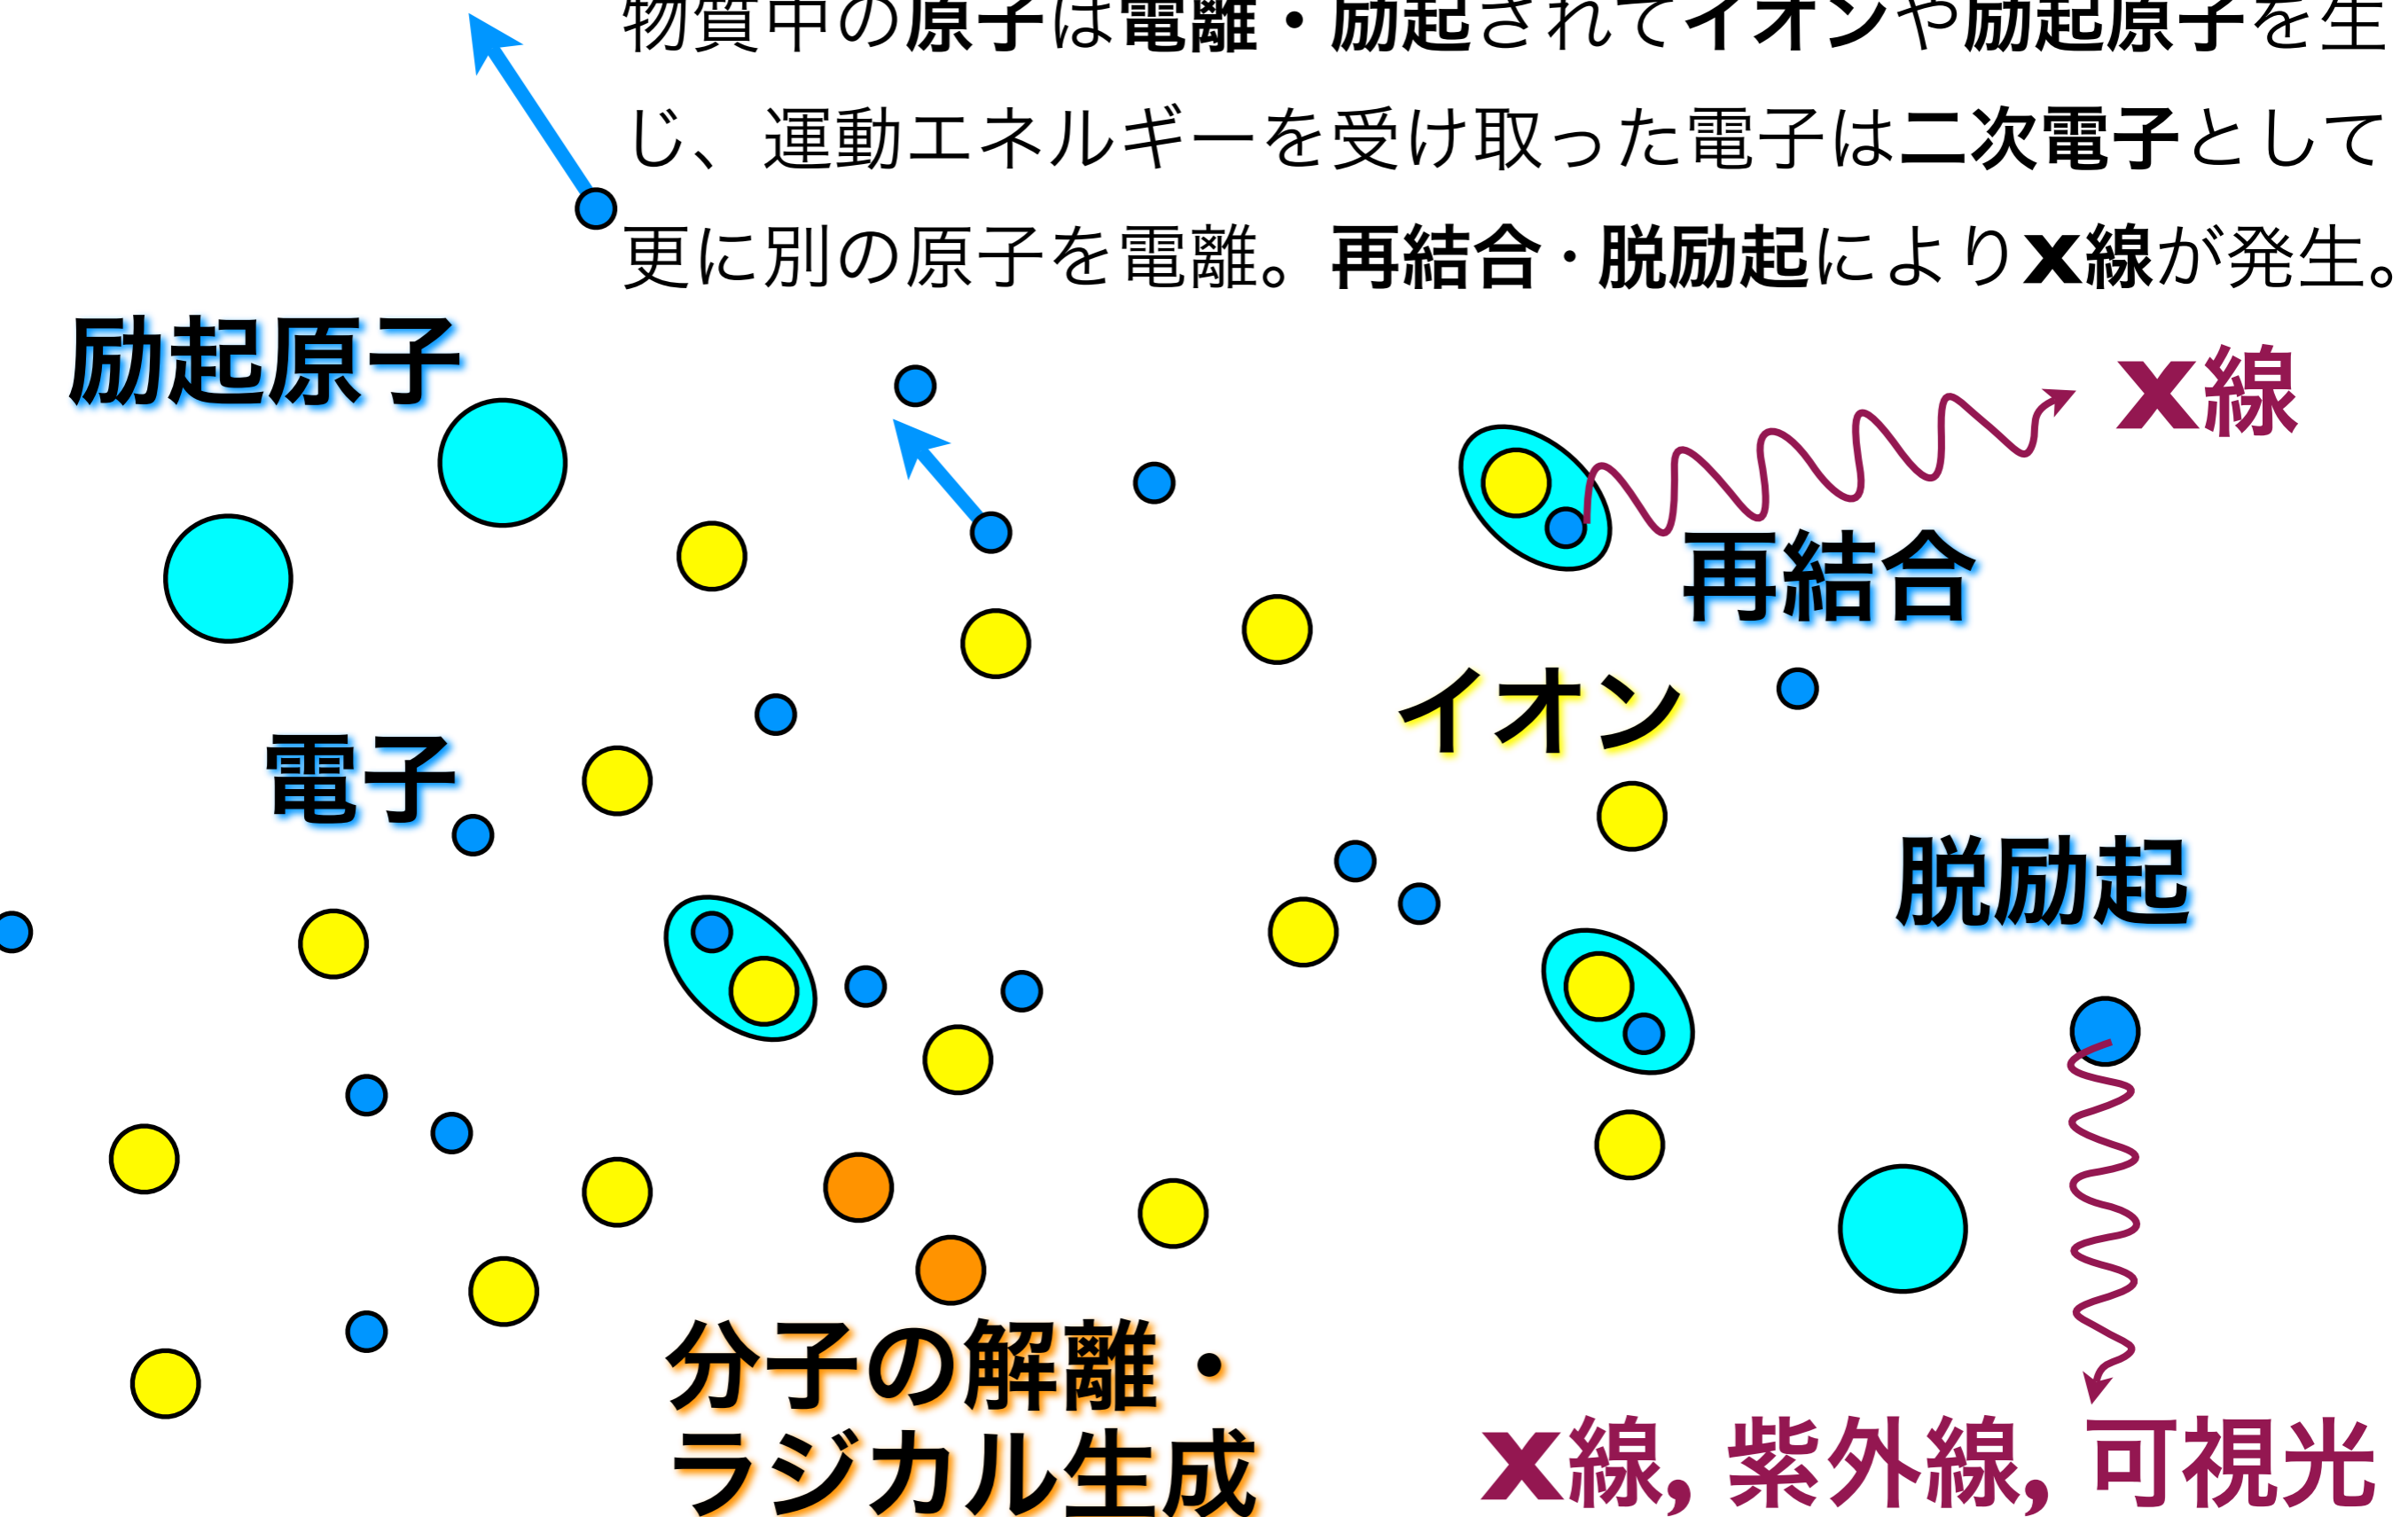 物質中の原子は電離・励起されてイオンや励起原子を生
じ、運動エネルギーを受け取った電子は二次電子として
更に別の原子を電離。再結合・脱励起によりX線が発生。
励起原子
X線
再結合
イオン
電子
脱励起
分子の解離・
ラジカル生成
X線, 紫外線, 可視光